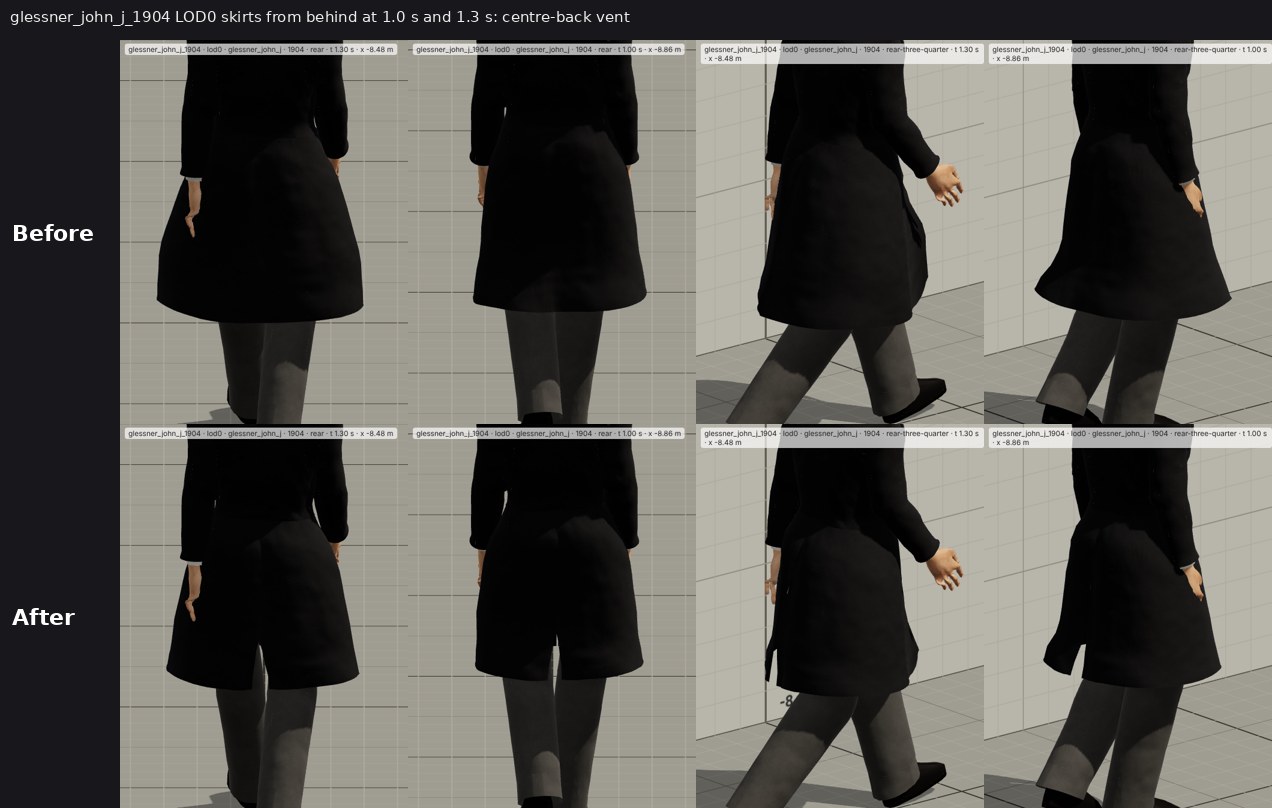 glessner_john_j_1904 LOD0 skirts from behind at 1.0 s and 1.3 s: centre-back vent
glessner_john_j_1904 · lod0 · glessner_john_j · 1904 · rear · t 1.30 s · x -8.48 m
glessner_john_j_1904 · lod0 · glessner_john_j · 1904 · rear · t 1.00 s · x -8.86 m
glessner_john_j_1904 · lod0 · glessner_john_j · 1904 · rear-three-quarter · t 1.30 s
· x -8.48 m
glessner_john_j_1904 · lod0 · glessner_john_j · 1904 · rear-three-quarter · t 1.00 s
· x -8.86 m
Before
glessner_john_j_1904 · lod0 · glessner_john_j · 1904 · rear · t 1.30 s · x -8.48 m
glessner_john_j_1904 · lod0 · glessner_john_j · 1904 · rear · t 1.00 s · x -8.86 m
glessner_john_j_1904 · lod0 · glessner_john_j · 1904 · rear-three-quarter · t 1.30 s
· x -8.48 m
glessner_john_j_1904 · lod0 · glessner_john_j · 1904 · rear-three-quarter · t 1.00 s
· x -8.86 m
After
-8